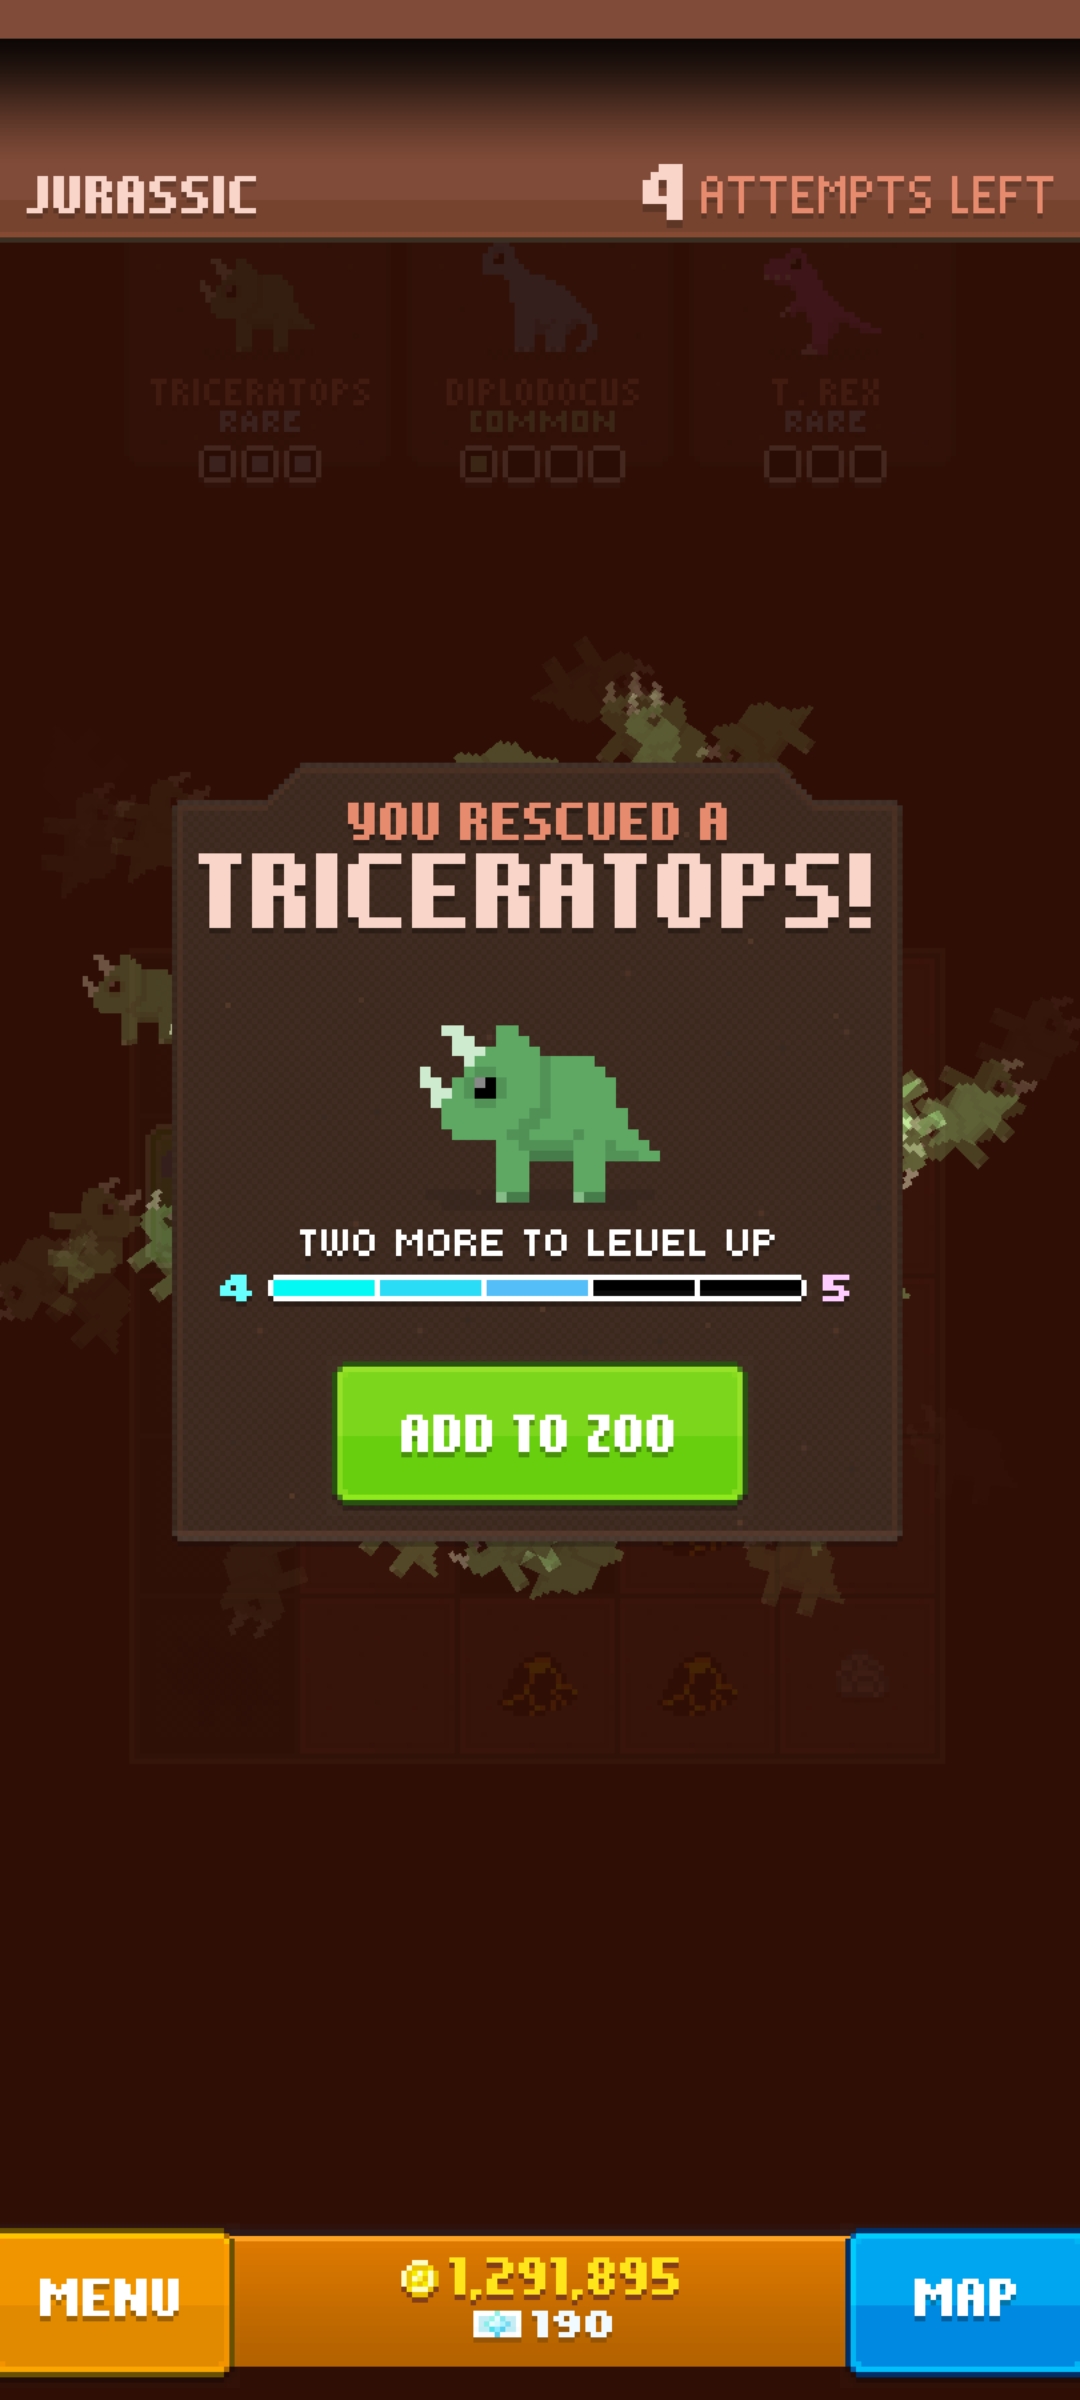 JURASSIC
4 ATTEMPTS LEFT
TRICERATOPS
RARE
DIPLODOCUS
COMMON
T. REX
RARE
YOU RESCUED A
TRICERATOPS!
TWO MORE TO LEVEL UP
4 5
ADD TO ZOO
MENU
1,291,895
190
MAP